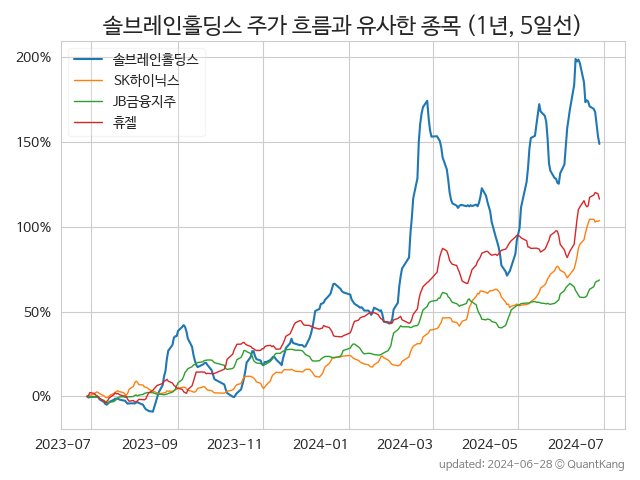 솔브레인홀딩스 주가 흐름과 유사한 종목 (1년, 5일선)
솔브레인홀딩스
SK하이닉스
JB금융지주
휴젤
200%
150%
100%
50%
0%
2023-07 2023-09 2023-11 2024-01 2024-03 2024-05 2024-07
updated: 2024-06-28 © QuantKang